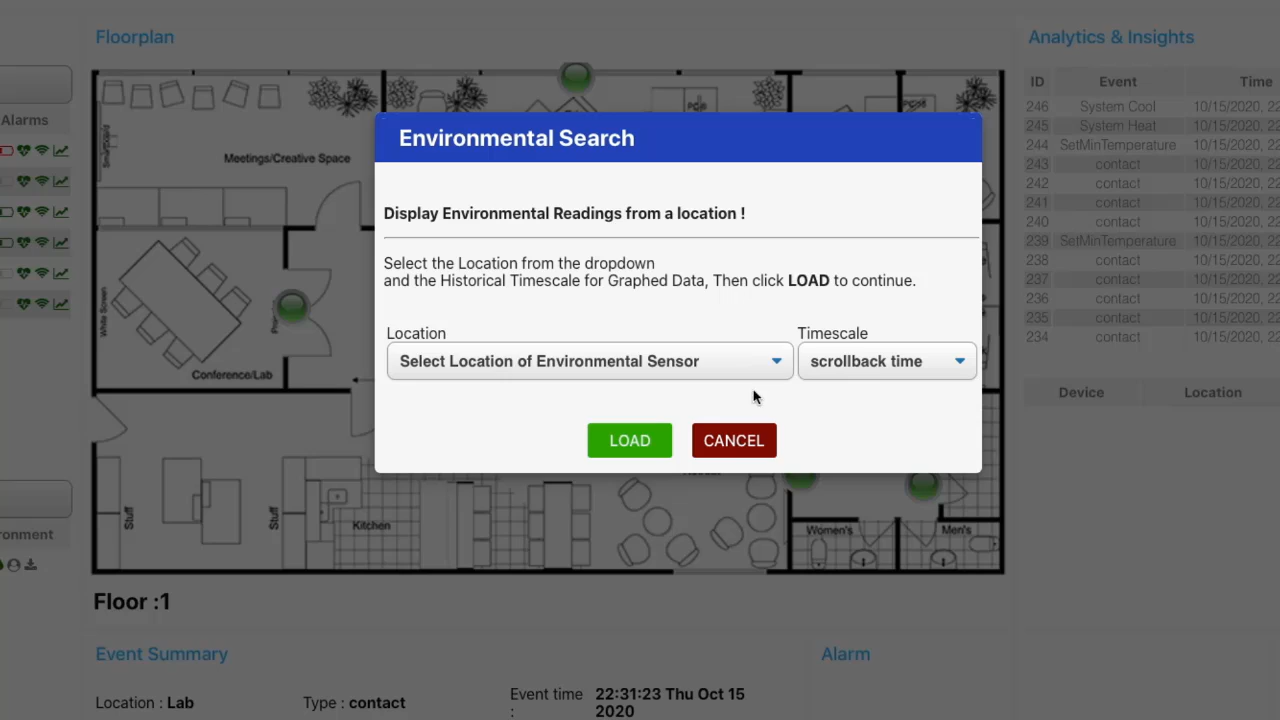 Floorplan
Analytics & Insights
ID Event Time
Alarms
246 System Cool 10/15/2020, 22
245 System Heat 10/15/2020, 22
244 SetMinTemperature 10/15/2020, 22
243 contact 10/15/2020, 22
242 contact 10/15/2020, 22
241 contact 10/15/2020, 22
240 contact 10/15/2020, 22
239 SetMinTemperature 10/15/2020, 22
238 contact 10/15/2020, 22
237 contact 10/15/2020, 22
236 contact 10/15/2020, 22
235 contact 10/15/2020, 22
234 contact 10/15/2020, 22
Device Location
Meetings/Creative Space
White Screen
Conference/Lab
Environmental Search
Display Environmental Readings from a location !
Select the Location from the dropdown
and the Historical Timescale for Graphed Data, Then click LOAD to continue.
Location Timescale
Select Location of Environmental Sensor scrollback time
LOAD CANCEL
Stuff
Stuff
Kitchen
Women's
Men's
ronment
Floor :1
Event Summary
Alarm
Location : Lab Type : contact Event time : 22:31:23 Thu Oct 15
2020